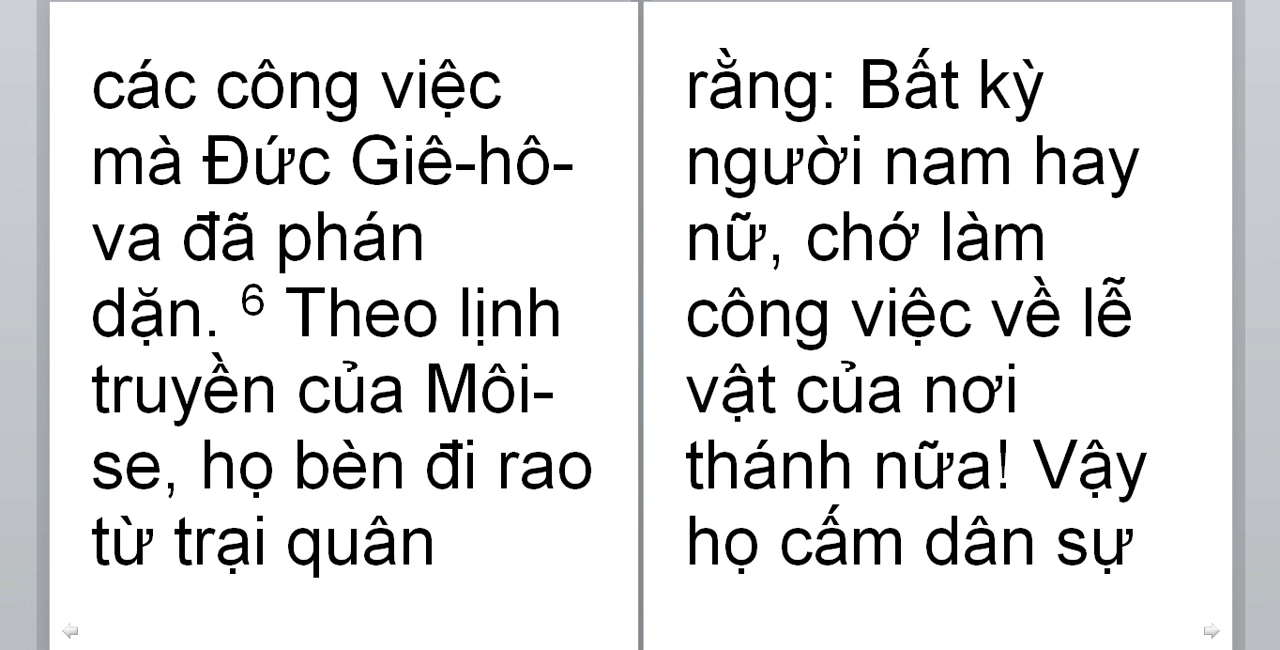 các công việc
mà Đức Giê-hô-
va đã phán
dặn. ⁶ Theo lịnh
truyền của Môi-
se, họ bèn đi rao
từ trại quân
rằng: Bất kỳ
người nam hay
nữ, chớ làm
công việc về lễ
vật của nơi
thánh nữa! Vậy
họ cấm dân sự